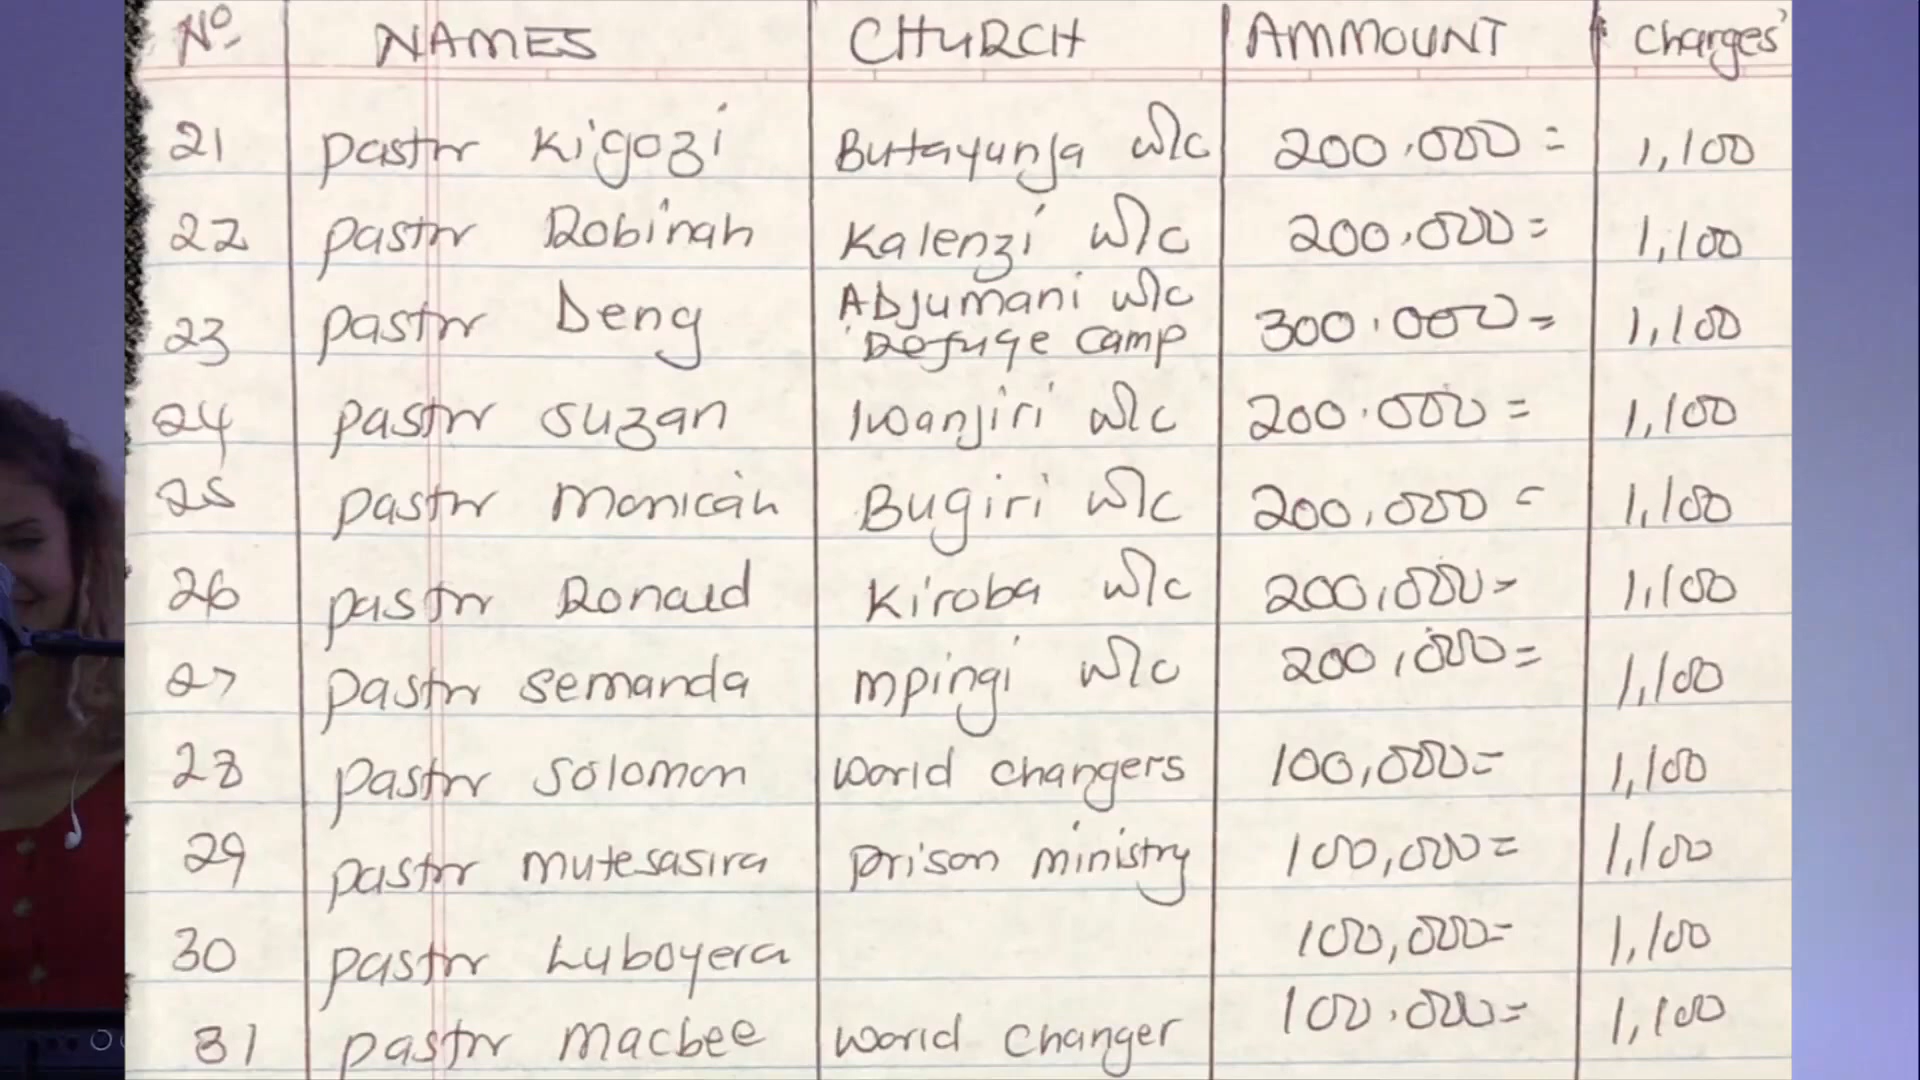 No NAMES CHURCH AMMOUNT Charges'
21 pastor Kigozi Butayunja w/c 200.000= 1,100
22 pastor Robinah Kalenzi w/c 200,000= 1,100
23 pastor Deng Adjumani w/c Refuge camp 300.000= 1,100
24 pastor suzan Iwanjiri w/c 200.000= 1,100
25 pastor monicah Bugiri w/c 200,000= 1,100
26 pastor Ronald Kiroba w/c 200,000= 1,100
27 pastor semanda mpingi w/c 200,000= 1,100
28 pastor solomon world changers 100,000= 1,100
29 pastor mutesasira prison ministry 100,000= 1,100
30 pastor Luboyera 100,000= 1,100
31 pastor macbee world changer 100.000= 1,100